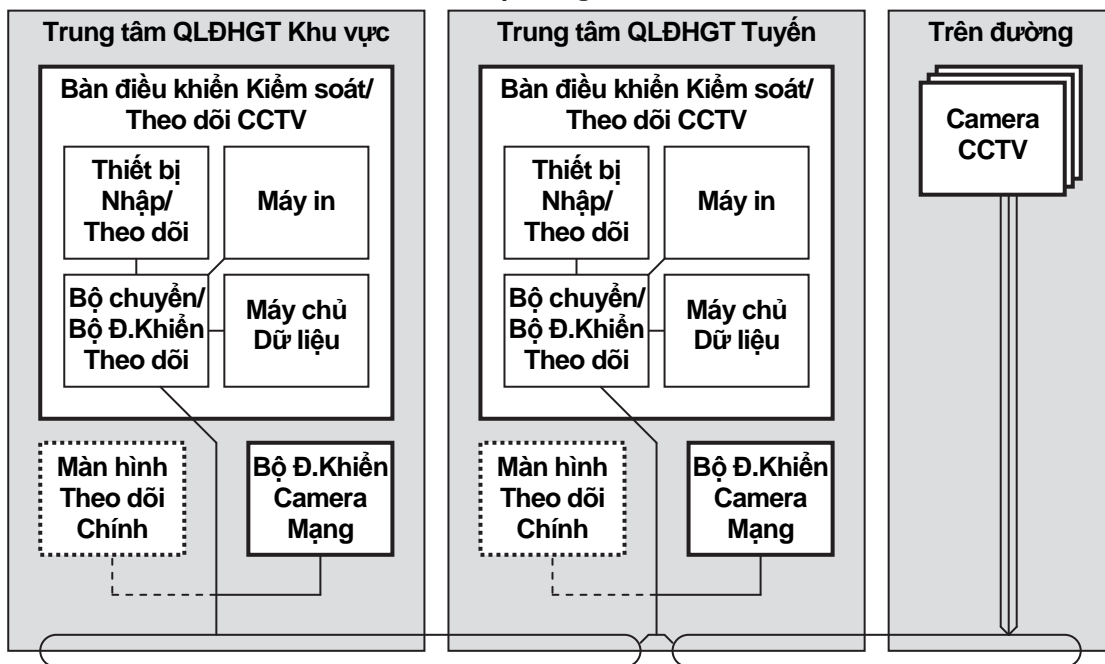 Trung tâm QLĐHGT Khu vực
Bàn điều khiển Kiểm soát/
Theo dõi CCTV
Thiết bị
Nhập/
Theo dõi
Máy in
Bộ chuyển/
Bộ Đ.Khiển
Theo dõi
Máy chủ
Dữ liệu
Màn hình
Theo dõi
Chính
Bộ Đ.Khiển
Camera
Mạng
Trung tâm QLĐHGT Tuyến
Bàn điều khiển Kiểm soát/
Theo dõi CCTV
Thiết bị
Nhập/
Theo dõi
Máy in
Bộ chuyển/
Bộ Đ.Khiển
Theo dõi
Máy chủ
Dữ liệu
Màn hình
Theo dõi
Chính
Bộ Đ.Khiển
Camera
Mạng
Trên đường
Camera
CCTV